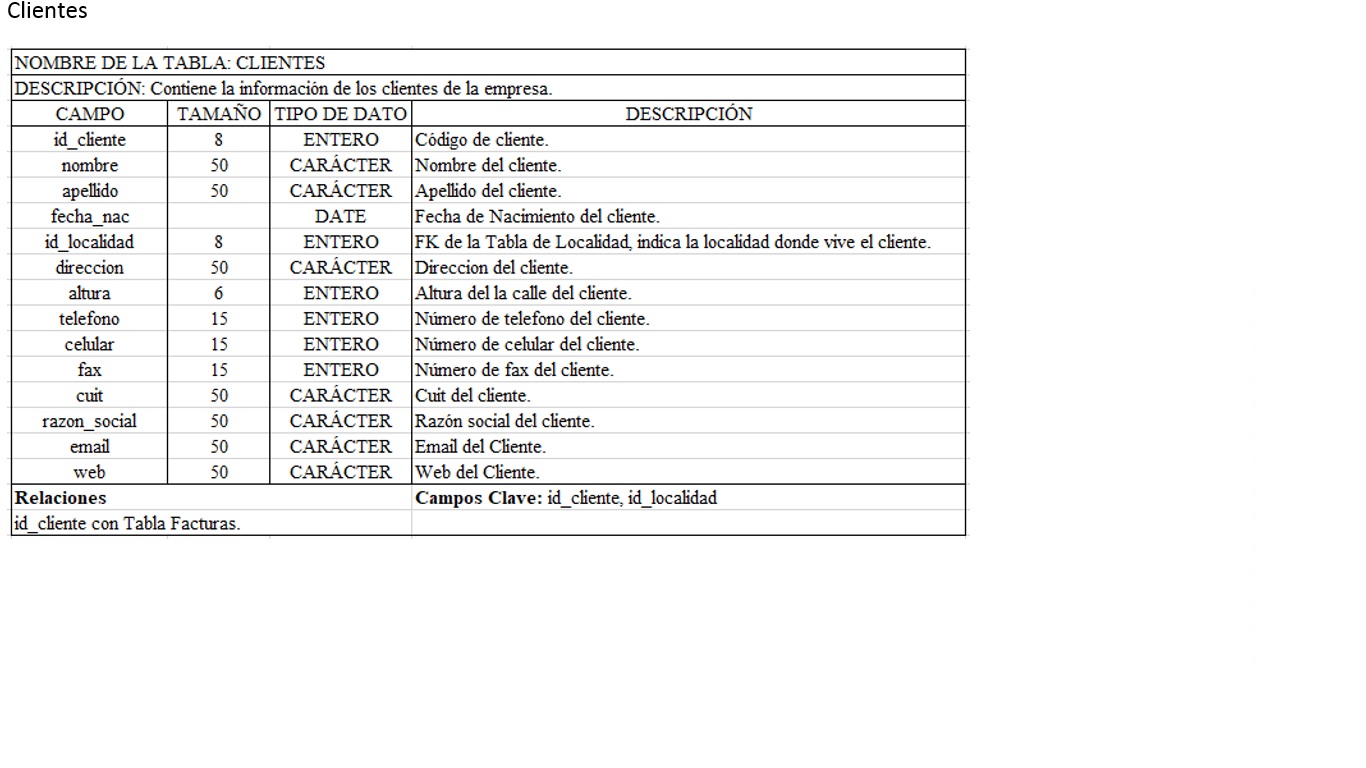 Clientes
NOMBRE DE LA TABLA: CLIENTES
DESCRIPCIÓN: Contiene la información de los clientes de la empresa.
CAMPO TAMAÑO TIPO DE DATO DESCRIPCIÓN
id_cliente 8 ENTERO Código de cliente.
nombre 50 CARÁCTER Nombre del cliente.
apellido 50 CARÁCTER Apellido del cliente.
fecha_nac DATE Fecha de Nacimiento del cliente.
id_localidad 8 ENTERO FK de la Tabla de Localidad, indica la localidad donde vive el cliente.
direccion 50 CARÁCTER Direccion del cliente.
altura 6 ENTERO Altura del la calle del cliente.
telefono 15 ENTERO Número de telefono del cliente.
celular 15 ENTERO Número de celular del cliente.
fax 15 ENTERO Número de fax del cliente.
cuit 50 CARÁCTER Cuit del cliente.
razon_social 50 CARÁCTER Razón social del cliente.
email 50 CARÁCTER Email del Cliente.
web 50 CARÁCTER Web del Cliente.
Relaciones Campos Clave: id_cliente, id_localidad
id_cliente con Tabla Facturas.